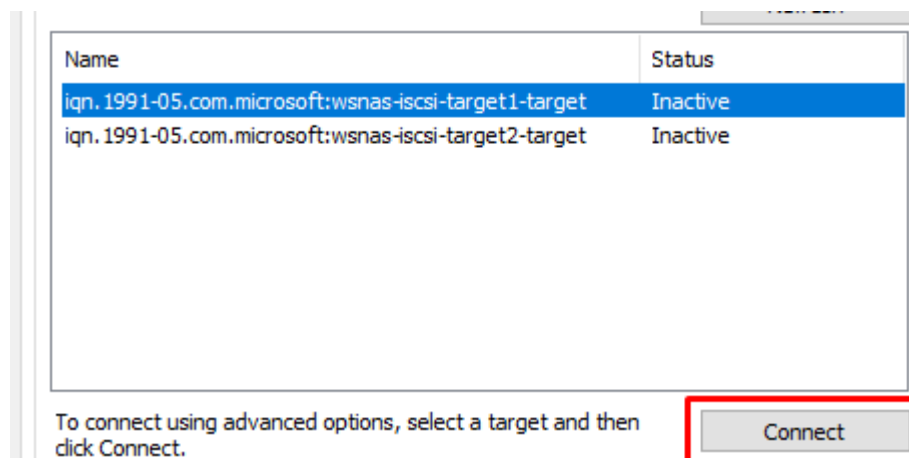 Name Status
iqn.1991-05.com.microsoft:wsnas-iscsi-target1-target Inactive
iqn.1991-05.com.microsoft:wsnas-iscsi-target2-target Inactive
To connect using advanced options, select a target and then
click Connect.
Connect